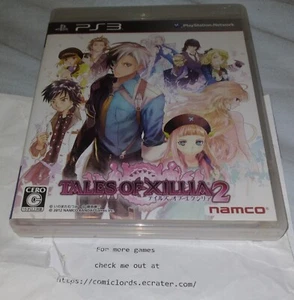 PS3
PlayStation Network
TALES OF XILLIA 2
テイルズ オブ エクシリア
CERO
C
namco
for more games
check me out at
https://comiclords.ecrater.com/